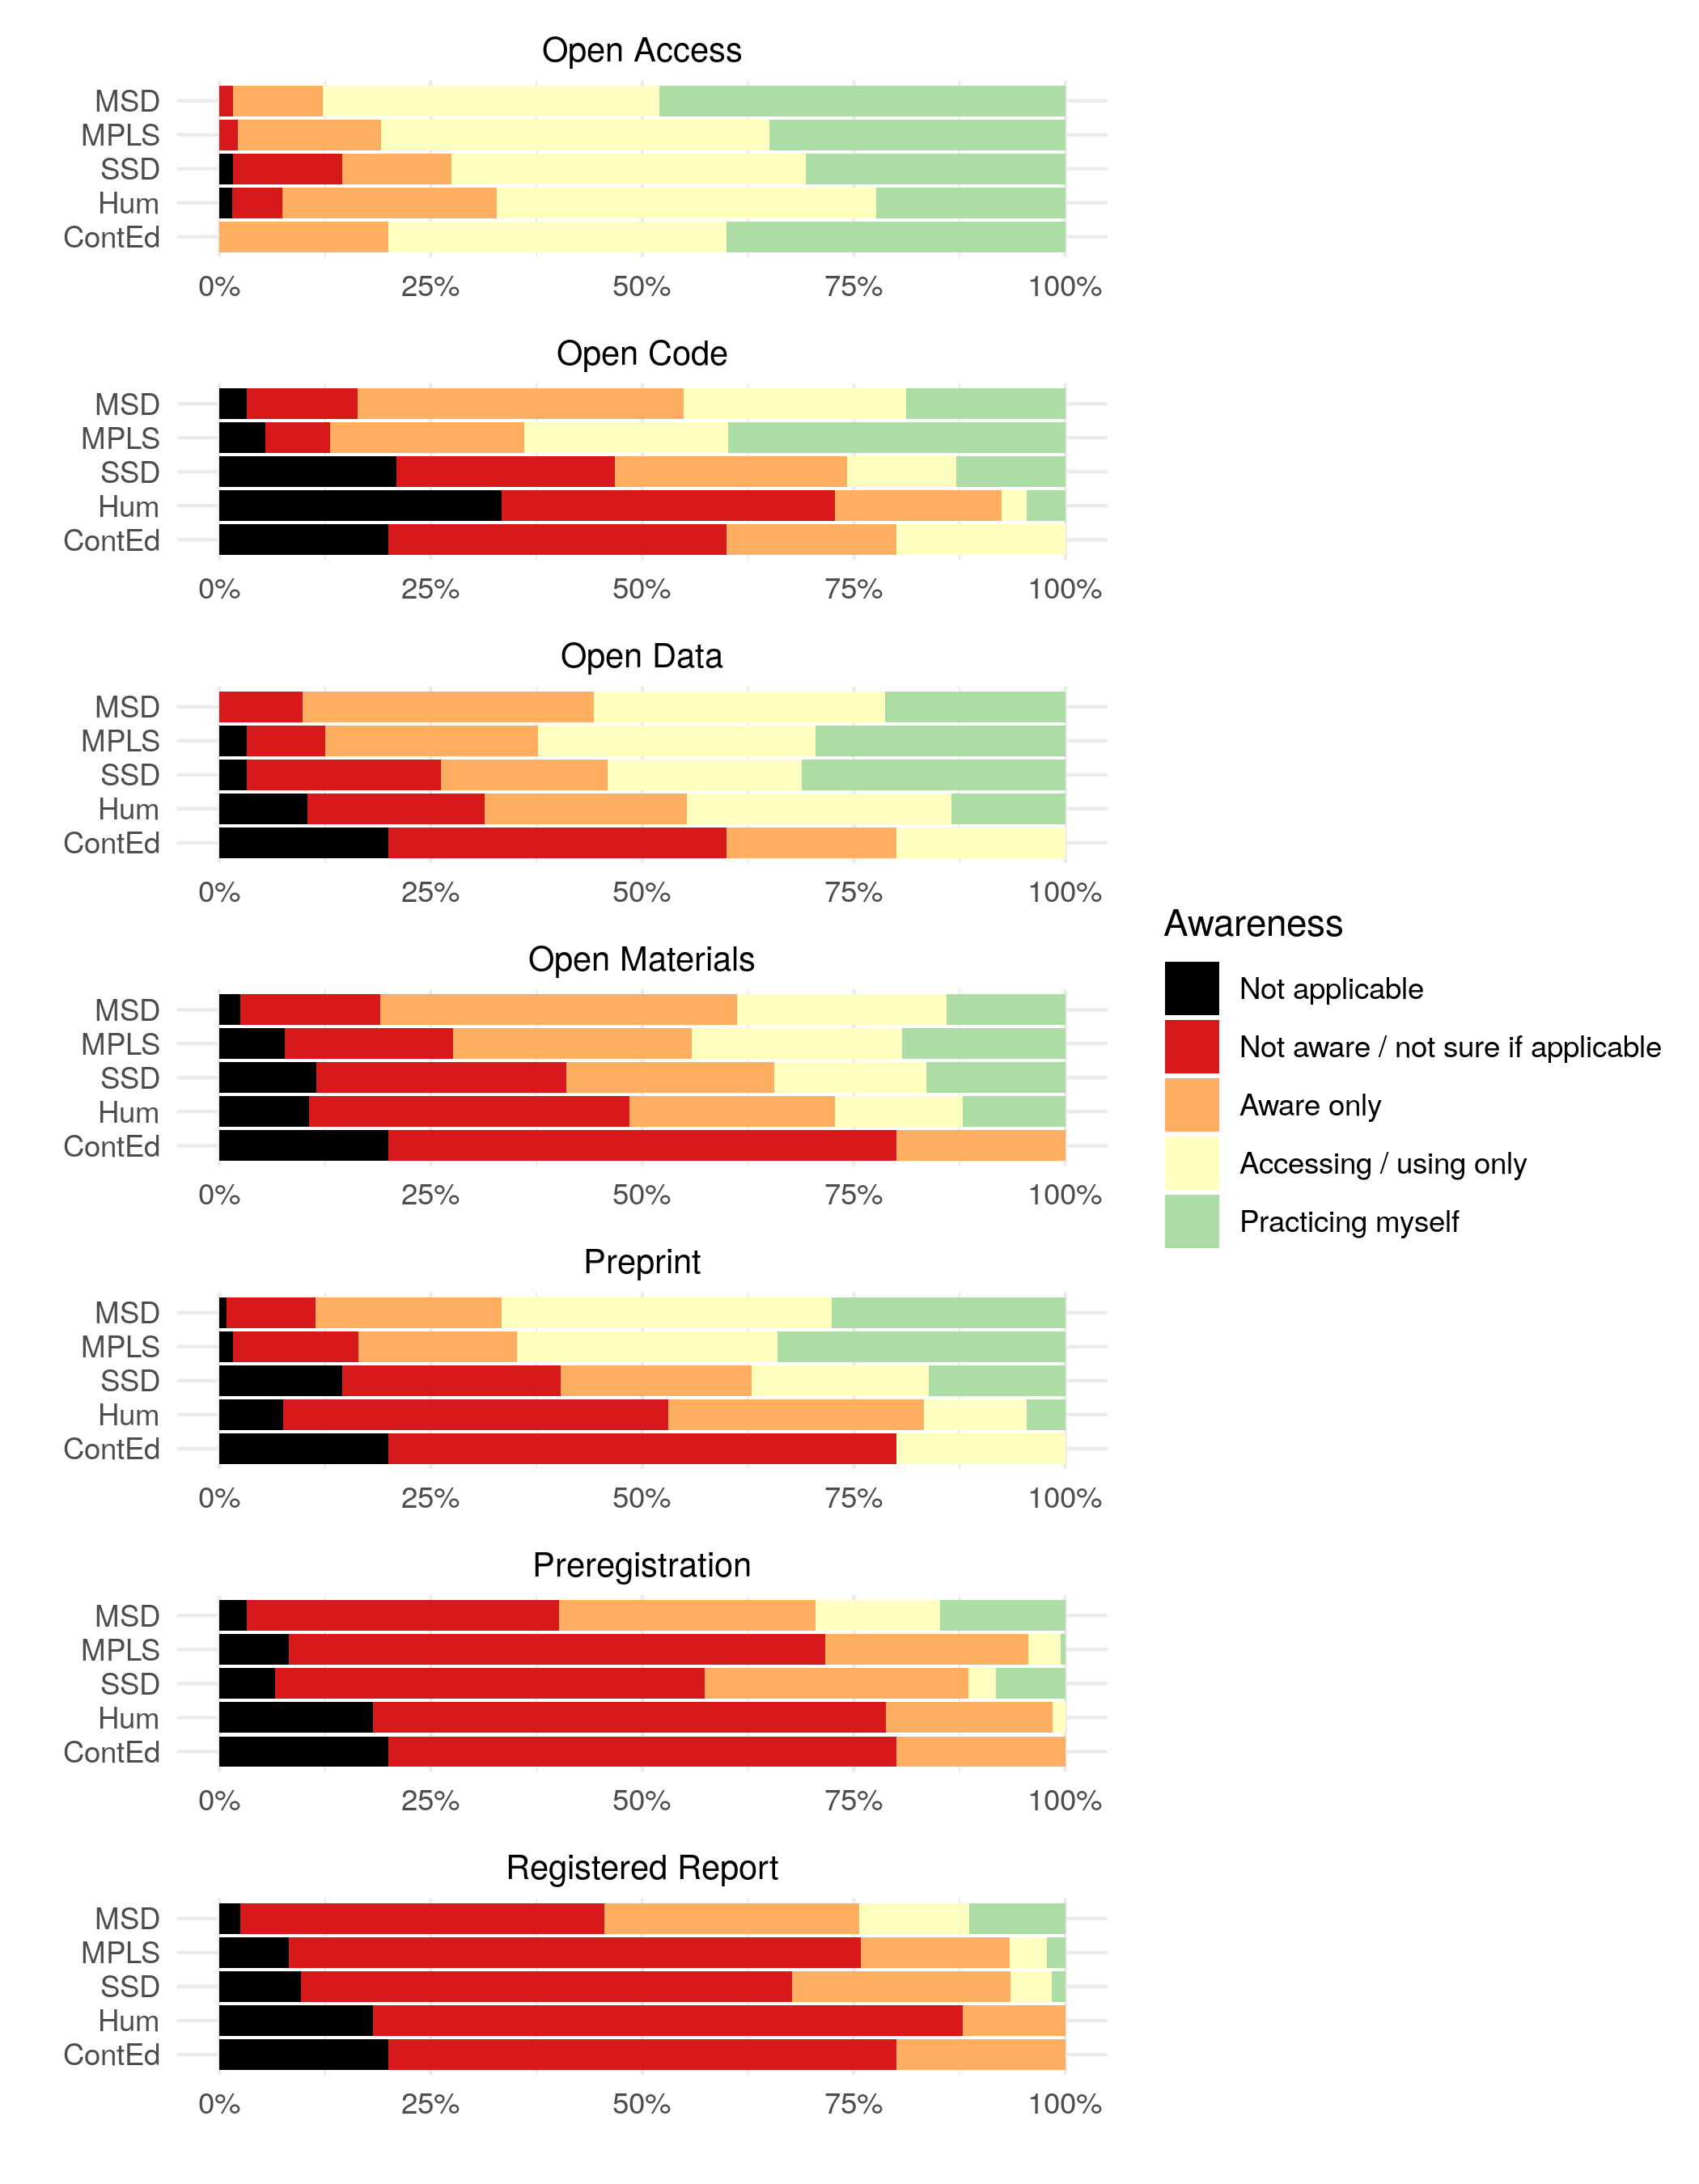 Open Access
MSD
MPLS
SSD
Hum
ContEd
0% 25% 50% 75% 100%
Open Code
MSD
MPLS
SSD
Hum
ContEd
0% 25% 50% 75% 100%
Open Data
MSD
MPLS
SSD
Hum
ContEd
0% 25% 50% 75% 100%
Open Materials
MSD
MPLS
SSD
Hum
ContEd
0% 25% 50% 75% 100%
Preprint
MSD
MPLS
SSD
Hum
ContEd
0% 25% 50% 75% 100%
Preregistration
MSD
MPLS
SSD
Hum
ContEd
0% 25% 50% 75% 100%
Registered Report
MSD
MPLS
SSD
Hum
ContEd
0% 25% 50% 75% 100%
Awareness
Not applicable
Not aware / not sure if applicable
Aware only
Accessing / using only
Practicing myself